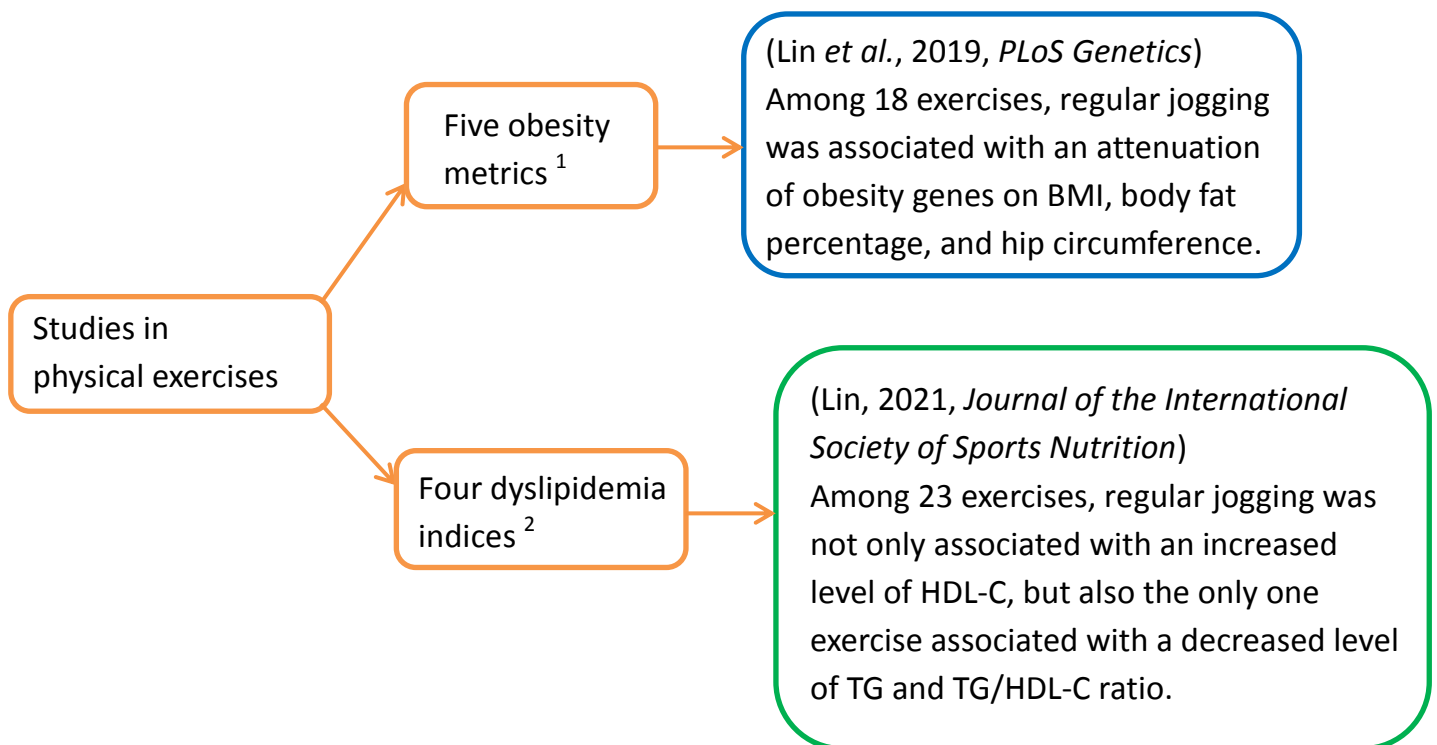 Studies in
physical exercises
Five obesity
metrics 1
(Lin et al., 2019, PLoS Genetics)
Among 18 exercises, regular jogging
was associated with an attenuation
of obesity genes on BMI, body fat
percentage, and hip circumference.
Four dyslipidemia
indices 2
(Lin, 2021, Journal of the International
Society of Sports Nutrition)
Among 23 exercises, regular jogging was
not only associated with an increased
level of HDL-C, but also the only one
exercise associated with a decreased level
of TG and TG/HDL-C ratio.